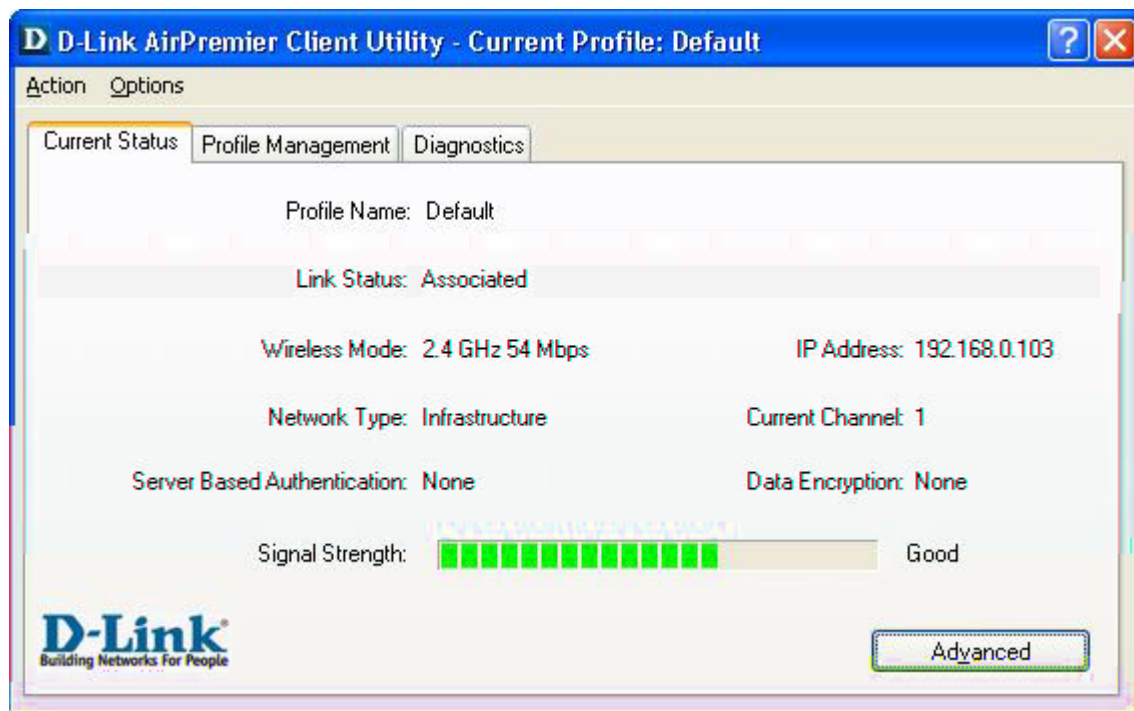 D D-Link AirPremier Client Utility - Current Profile: Default
Action Options
Current Status Profile Management Diagnostics
Profile Name: Default
Link Status: Associated
Wireless Mode: 2.4 GHz 54 Mbps IP Address: 192.168.0.103
Network Type: Infrastructure Current Channel: 1
Server Based Authentication: None Data Encryption: None
Signal Strength: Good
D-Link®
Building Networks For People
Advanced